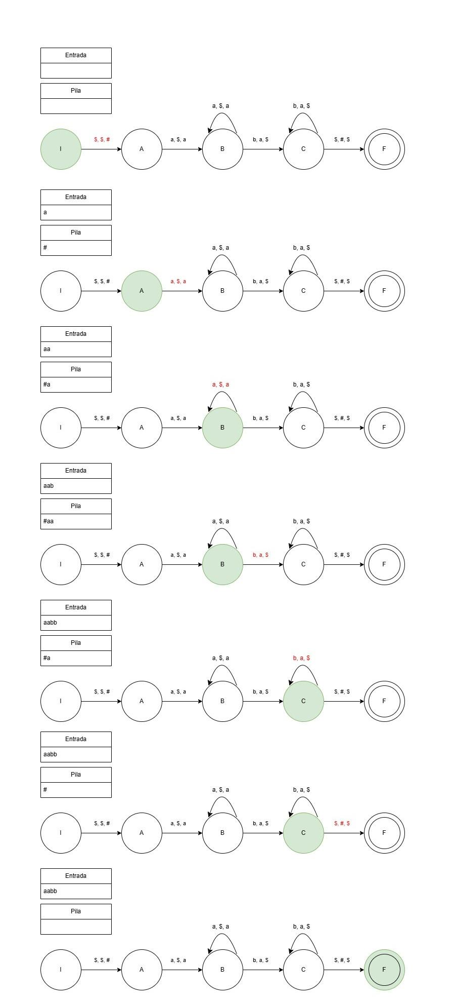 Entrada
Pila
a, $, a b, a, $
I $, $, # A a, $, a B b, a, $ C $, #, $ F
Entrada
a
Pila
#
a, $, a b, a, $
I $, $, # A a, $, a B b, a, $ C $, #, $ F
Entrada
aa
Pila
#a
a, $, a b, a, $
I $, $, # A a, $, a B b, a, $ C $, #, $ F
Entrada
aab
Pila
#aa
a, $, a b, a, $
I $, $, # A a, $, a B b, a, $ C $, #, $ F
Entrada
aabb
Pila
#a
a, $, a b, a, $
I $, $, # A a, $, a B b, a, $ C $, #, $ F
Entrada
aabb
Pila
#
a, $, a b, a, $
I $, $, # A a, $, a B b, a, $ C $, #, $ F
Entrada
aabb
Pila
a, $, a b, a, $
I $, $, # A a, $, a B b, a, $ C $, #, $ F